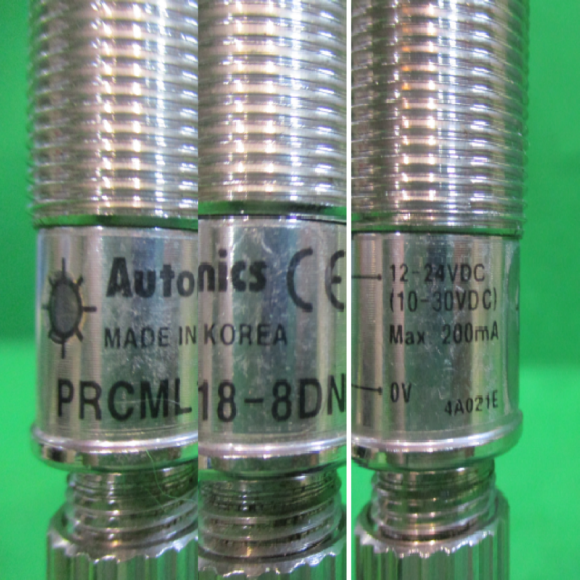 Autonics CE
MADE IN KOREA
PRCML18-8DN
12-24VDC
(10-30VDC)
Max 200mA
0V
4A021E